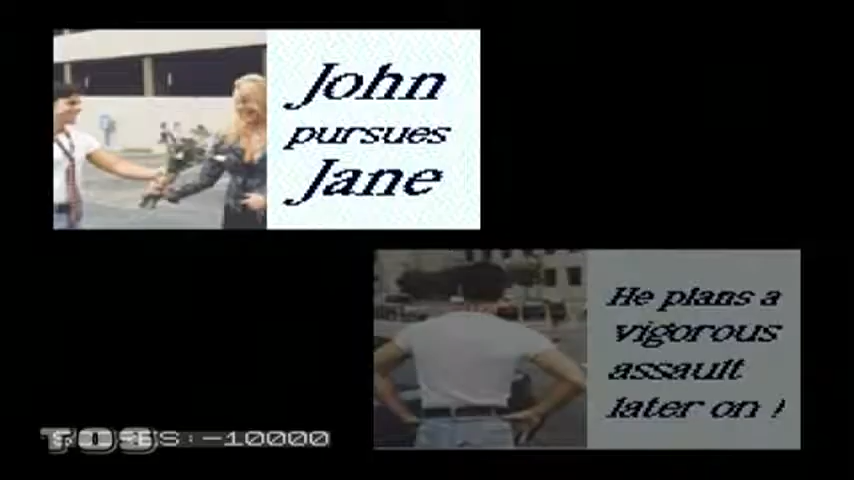 John
pursues
Jane
He plans a
vigorous
assault
later on !
:-10000